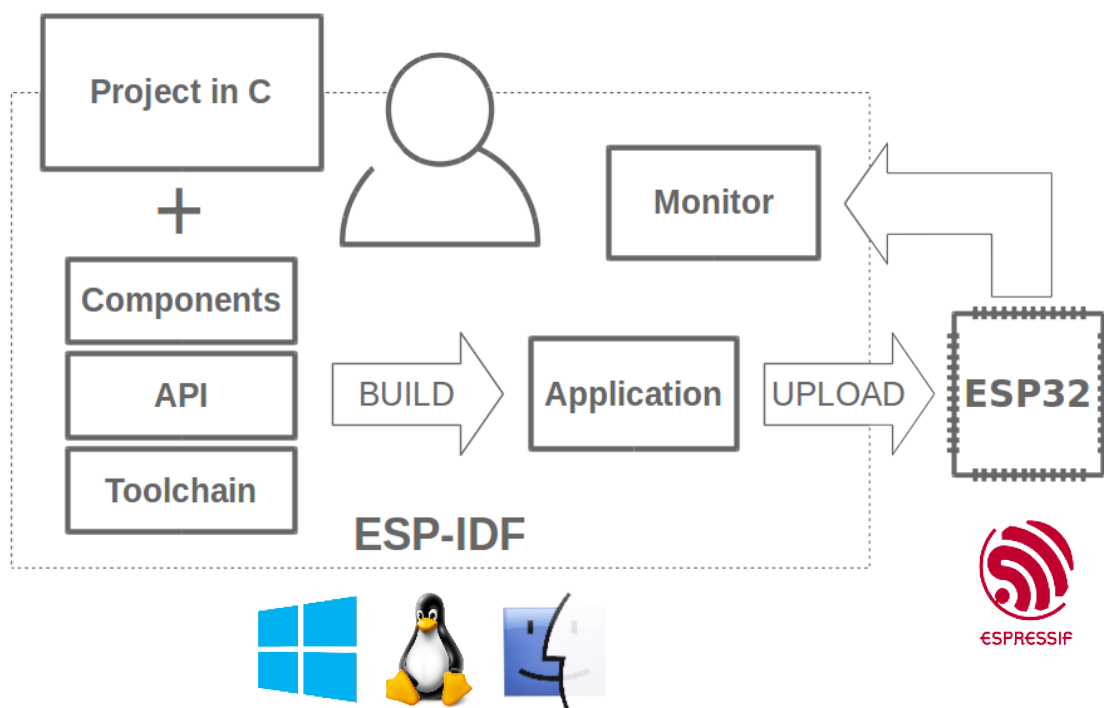 Project in C
+
Components
API
Toolchain
BUILD
Application
UPLOAD
Monitor
ESP32
ESP-IDF
ESPRESSIF